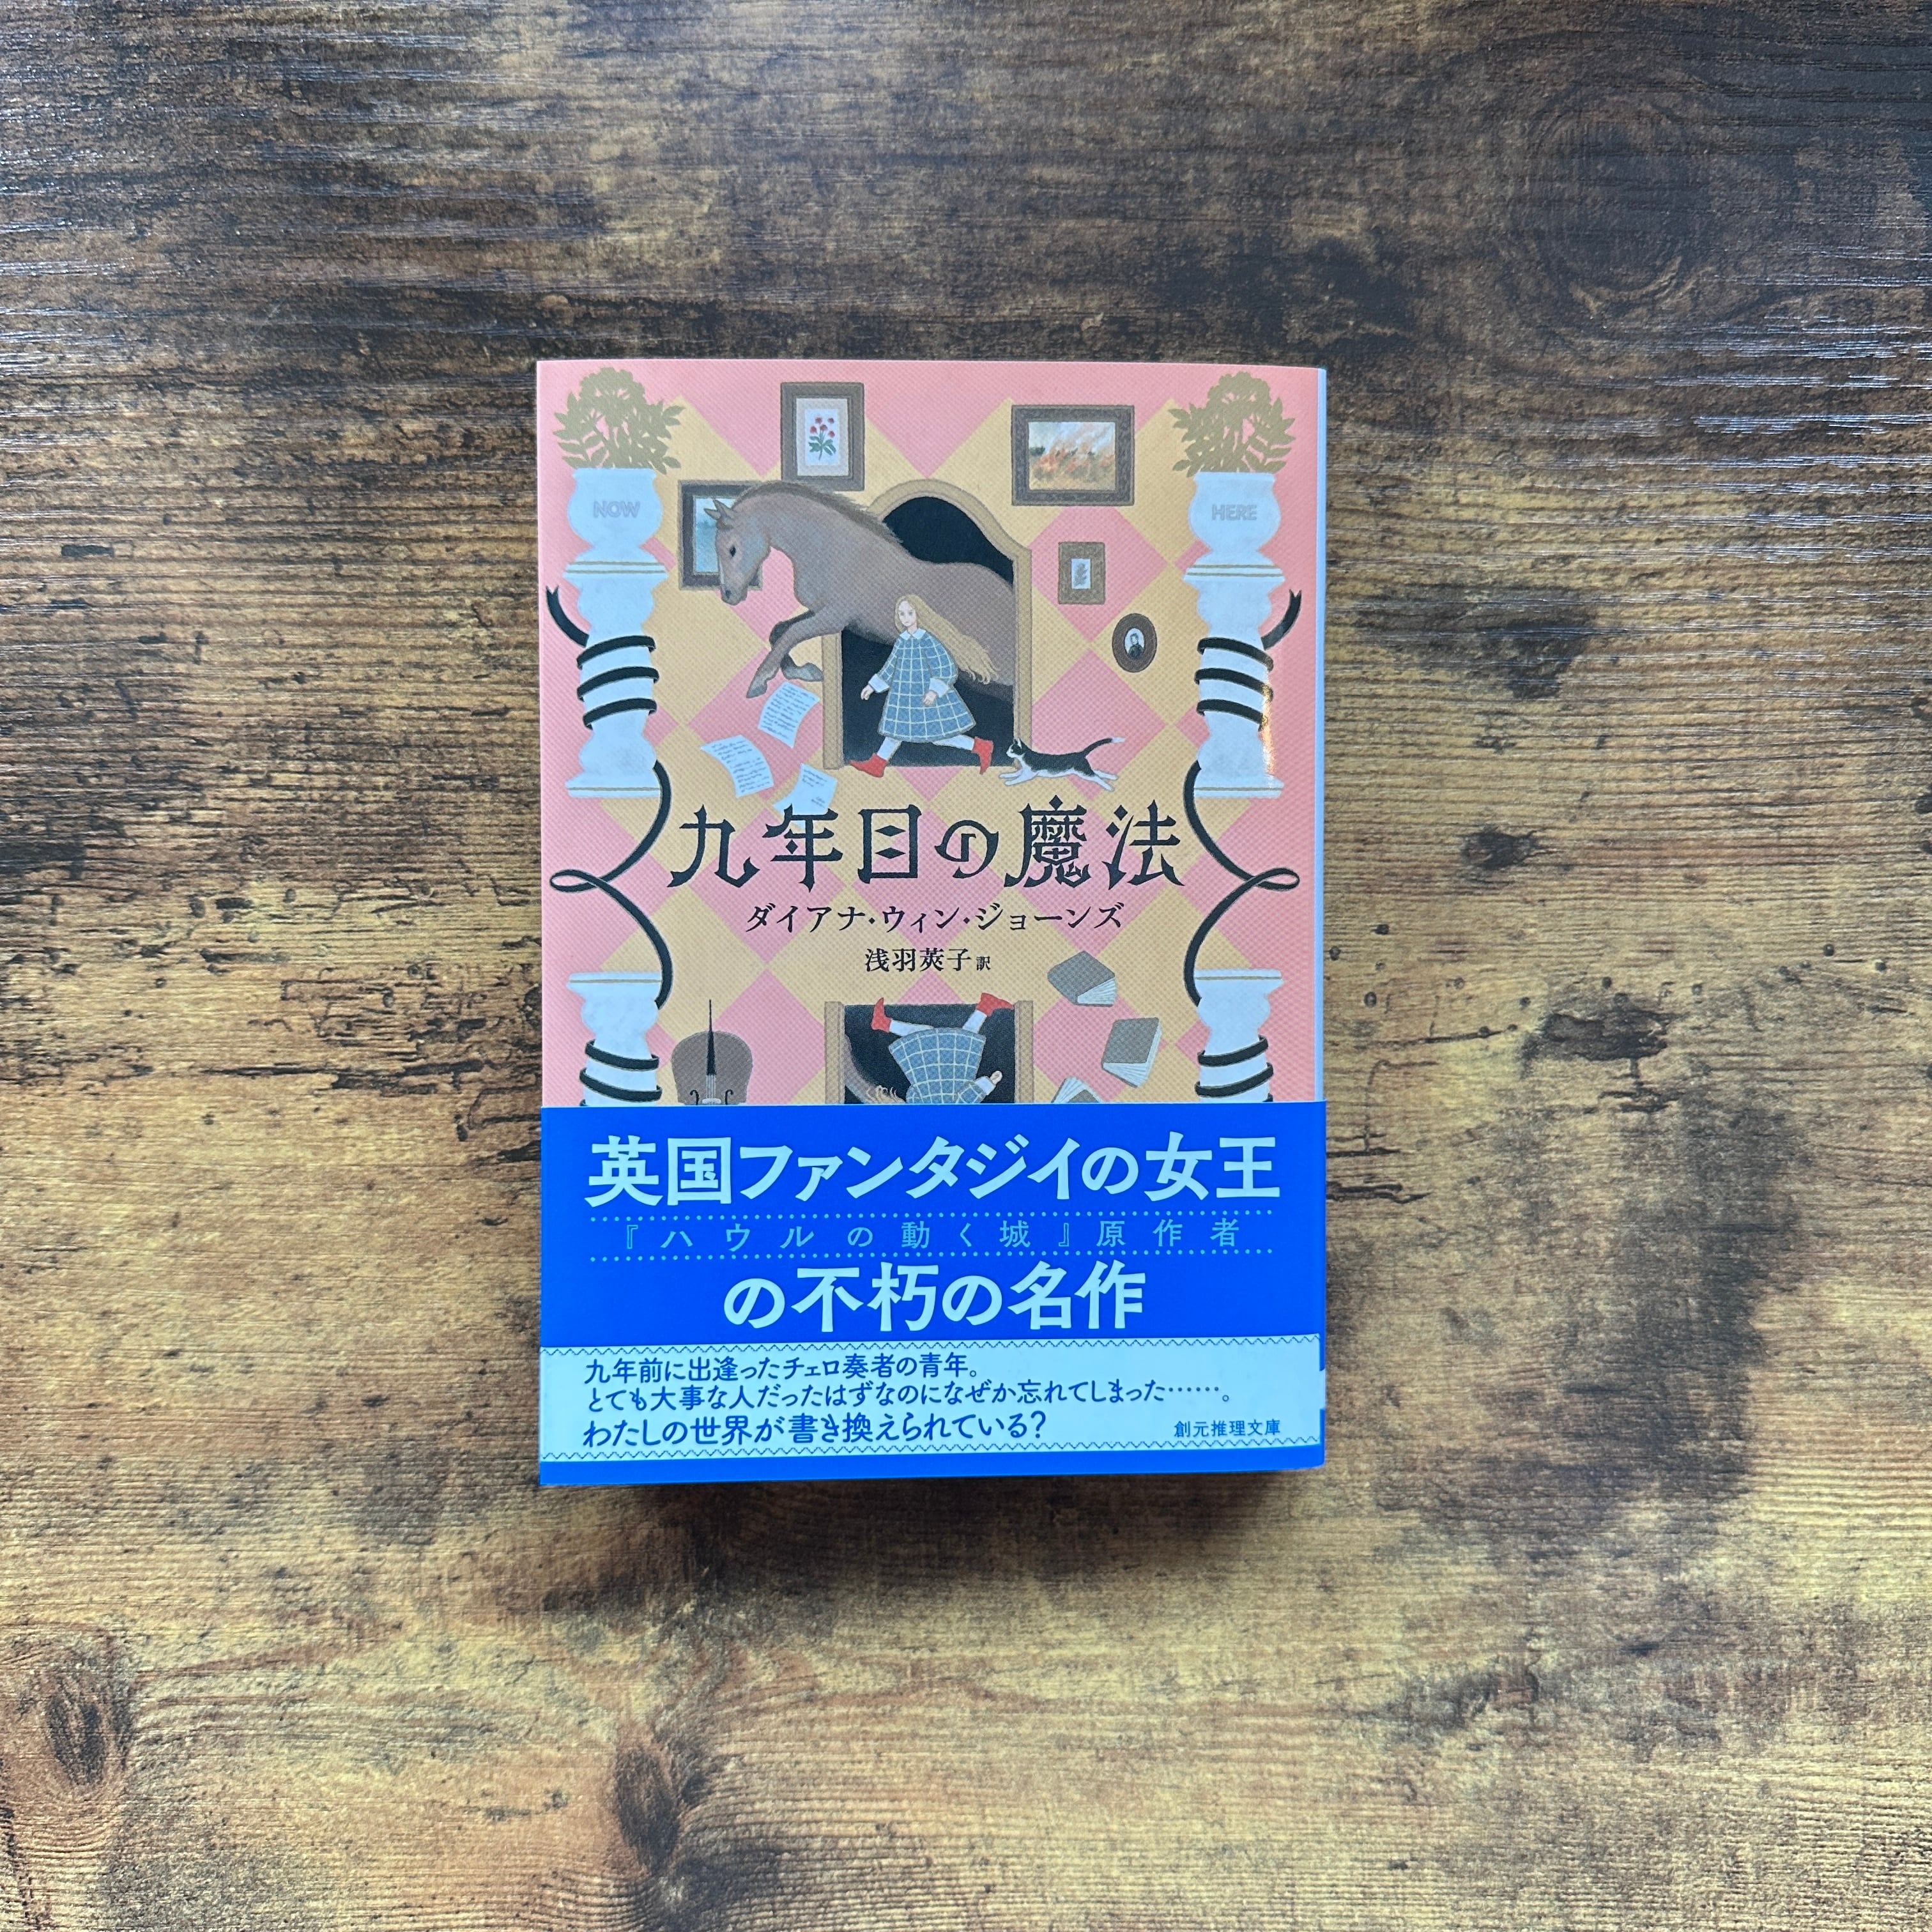 NOW
HERE
九年目の魔法
ダイアナ・ウィン・ジョーンズ
浅羽莢子 訳
英国ファンタジイの女王
『ハウルの動く城』原作者
の不朽の名作
九年前に出逢ったチェロ奏者の青年。
とても大事な人だったはずなのになぜか忘れてしまった……。
わたしの世界が書き換えられている?
創元推理文庫